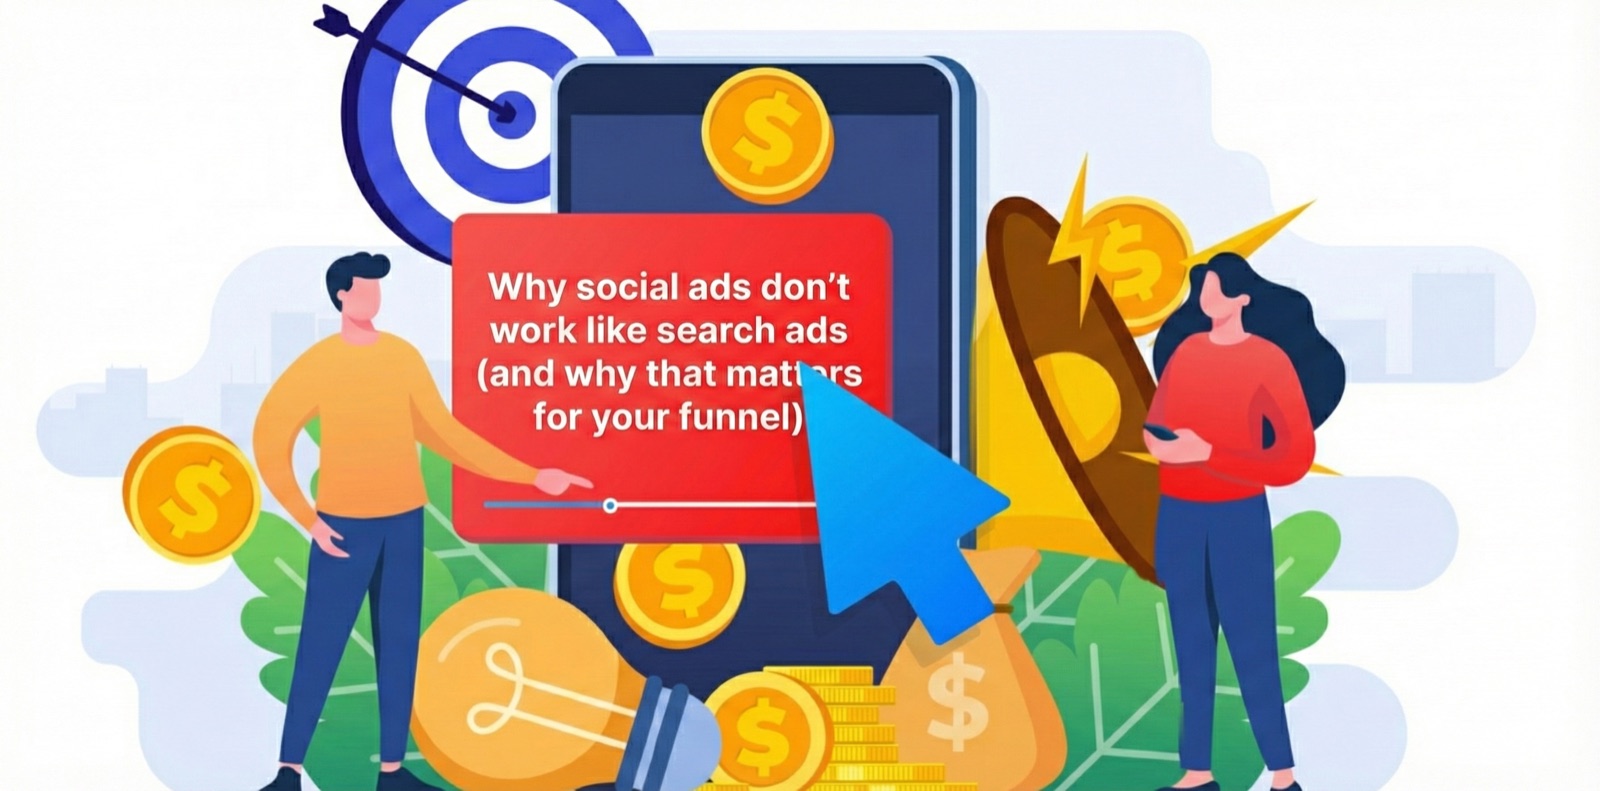 Why social ads don’t
work like search ads
(and why that matters
for your funnel)
$
$
$
$
$
$